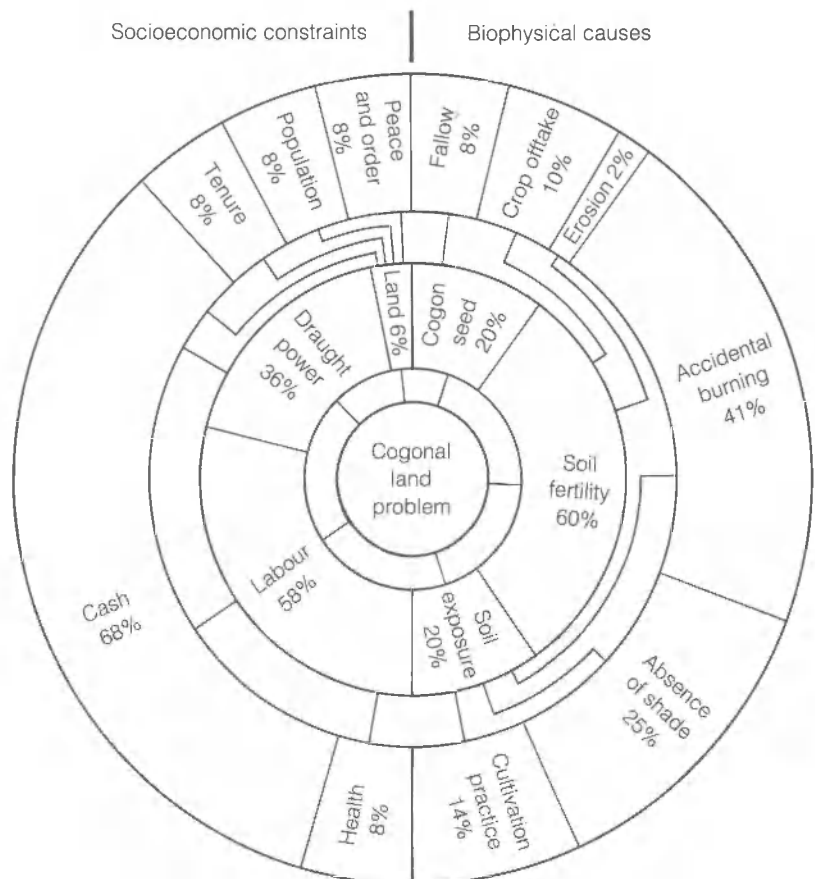 Socioeconomic constraints
Biophysical causes
Peace
and order
8%
Population
8%
Tenure
8%
Cash
68%
Health
8%
Fallow
8%
Crop offtake
10%
Erosion 2%
Accidental
burning
41%
Absence
of shade
25%
Cultivation
practice
14%
Land 6%
Draught
power
36%
Labour
58%
Cogon
seed
20%
Soil
fertility
60%
Soil
exposure
20%
Cogonal
land
problem